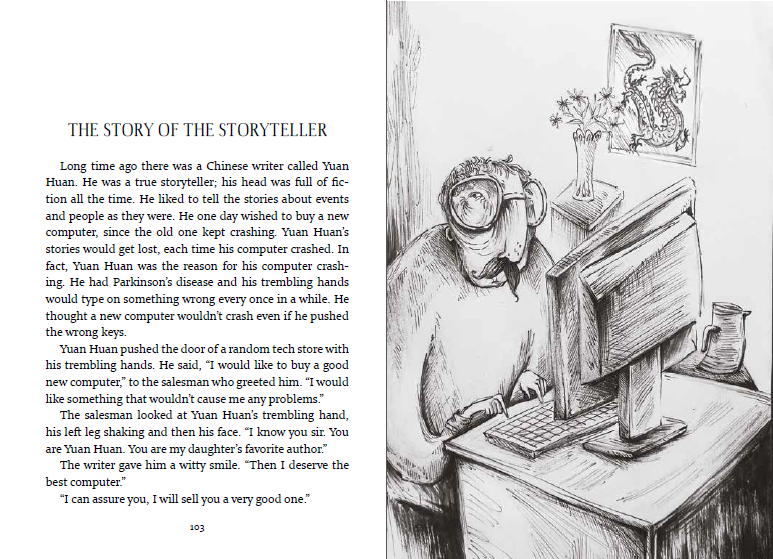 THE STORY OF THE STORYTELLER
Long time ago there was a Chinese writer called Yuan
Huan. He was a true storyteller; his head was full of fic-
tion all the time. He liked to tell the stories about events
and people as they were. He one day wished to buy a new
computer, since the old one kept crashing. Yuan Huan’s
stories would get lost, each time his computer crashed. In
fact, Yuan Huan was the reason for his computer crash-
ing. He had Parkinson’s disease and his trembling hands
would type on something wrong every once in a while. He
thought a new computer wouldn’t crash even if he pushed
the wrong keys.
Yuan Huan pushed the door of a random tech store with
his trembling hands. He said, “I would like to buy a good
new computer,” to the salesman who greeted him. “I would
like something that wouldn’t cause me any problems.”
The salesman looked at Yuan Huan’s trembling hand,
his left leg shaking and then his face. “I know you sir. You
are Yuan Huan. You are my daughter’s favorite author.”
The writer gave him a witty smile. “Then I deserve the
best computer.”
“I can assure you, I will sell you a very good one.”
103